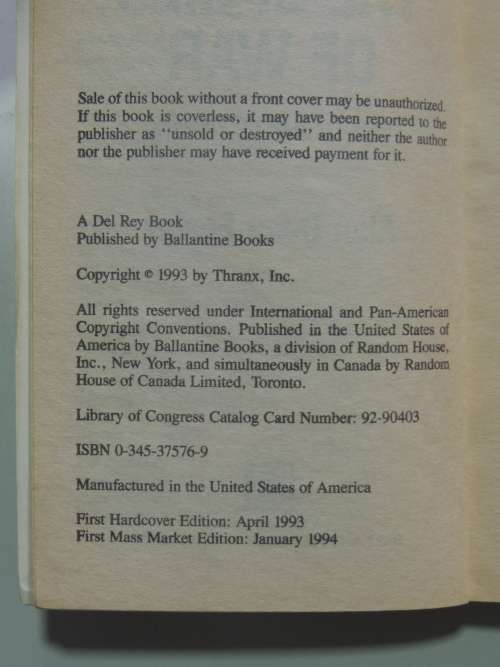 Sale of this book without a front cover may be unauthorized.
If this book is coverless, it may have been reported to the
publisher as "unsold or destroyed" and neither the author
nor the publisher may have received payment for it.
A Del Rey Book
Published by Ballantine Books
Copyright © 1993 by Thranx, Inc.
All rights reserved under International and Pan-American
Copyright Conventions. Published in the United States of
America by Ballantine Books, a division of Random House,
Inc., New York, and simultaneously in Canada by Random
House of Canada Limited, Toronto.
Library of Congress Catalog Card Number: 92-90403
ISBN 0-345-37576-9
Manufactured in the United States of America
First Hardcover Edition: April 1993
First Mass Market Edition: January 1994